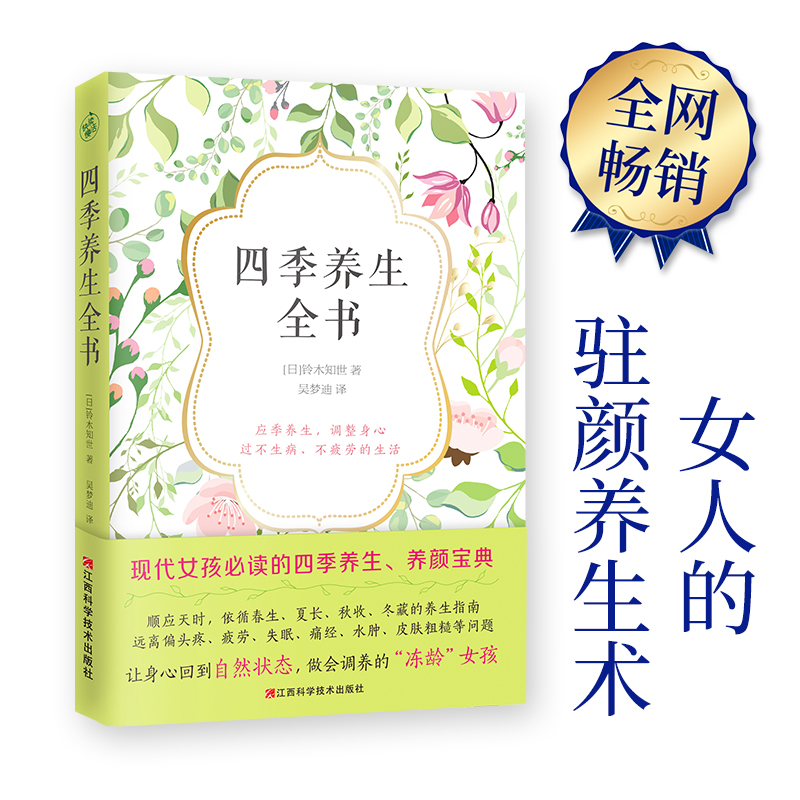 快读慢活
四季养生全书
[日]铃木知世 著
吴梦迪 译
江西科学技术出版社
四季养生
全书
[日]铃木知世 著
吴梦迪 译
应季养生，调整身心
过不生病、不疲劳的生活
现代女孩必读的四季养生、养颜宝典
顺应天时，依循春生、夏长、秋收、冬藏的养生指南
远离偏头疼、疲劳、失眠、痛经、水肿、皮肤粗糙等问题
让身心回到自然状态，做会调养的“冻龄”女孩
江西科学技术出版社
全网
畅销
女人的
驻颜养生术